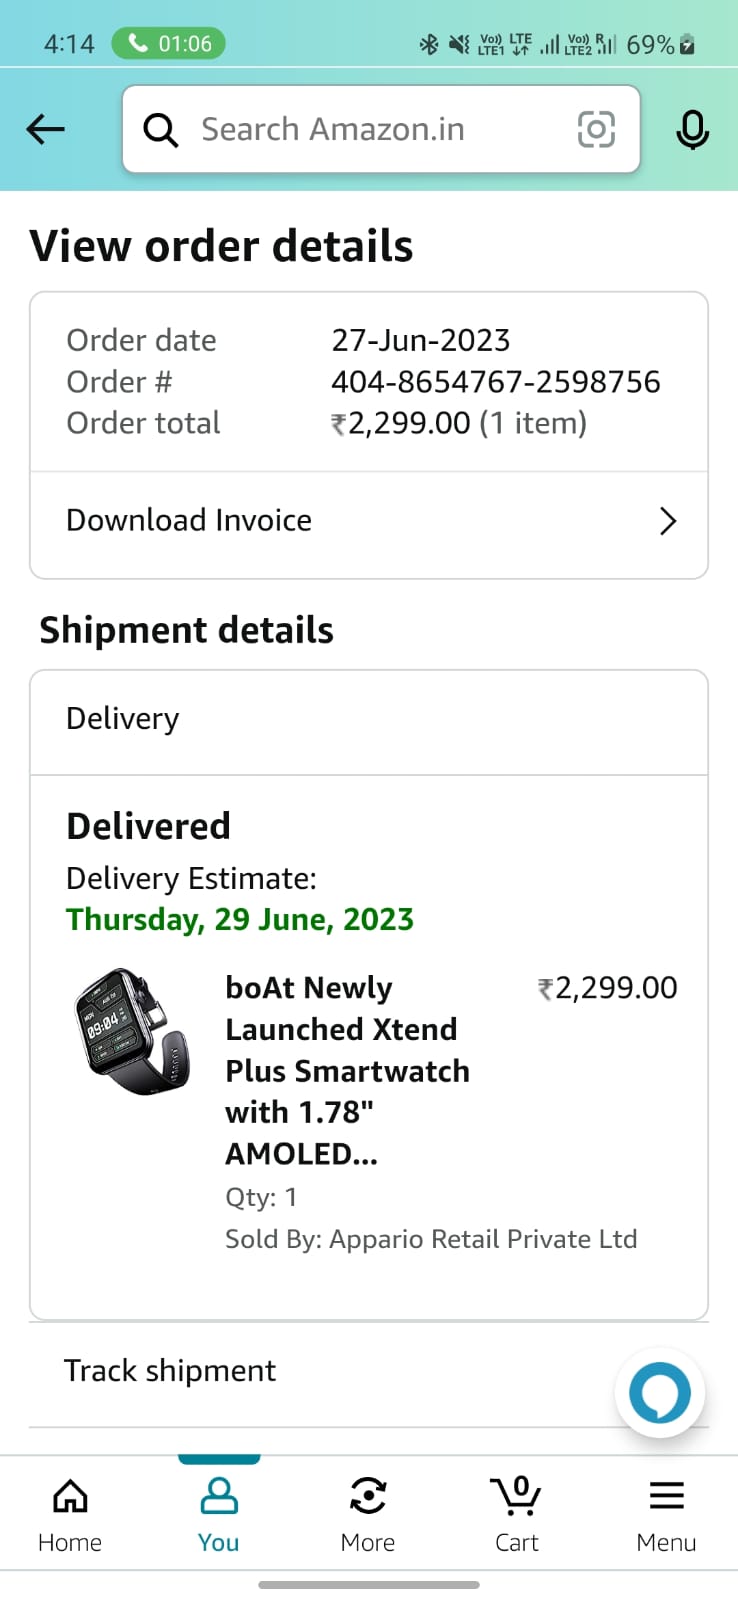 4:14 01:06 Vo)) LTE1 LTE Vo)) LTE2 R 69%
Search Amazon.in
View order details
Order date 27-Jun-2023
Order # 404-8654767-2598756
Order total ₹2,299.00 (1 item)
Download Invoice
Shipment details
Delivery
Delivered
Delivery Estimate:
Thursday, 29 June, 2023
boAt Newly ₹2,299.00
Launched Xtend
Plus Smartwatch
with 1.78"
AMOLED...
Qty: 1
Sold By: Appario Retail Private Ltd
09:04
Track shipment
0
Home You More Cart Menu